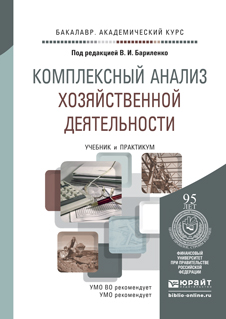 БАКАЛАВР. АКАДЕМИЧЕСКИЙ КУРС
Под редакцией В. И. Бариленко
КОМПЛЕКСНЫЙ АНАЛИЗ
ХОЗЯЙСТВЕННОЙ
ДЕЯТЕЛЬНОСТИ
УЧЕБНИК и ПРАКТИКУМ
95 ЛЕТ
ФИНАНСОВЫЙ
УНИВЕРСИТЕТ
ПРИ ПРАВИТЕЛЬСТВЕ
РОССИЙСКОЙ
ФЕДЕРАЦИИ
УМО ВО рекомендует
УМО рекомендует
ЮРАЙТ
biblio-online.ru